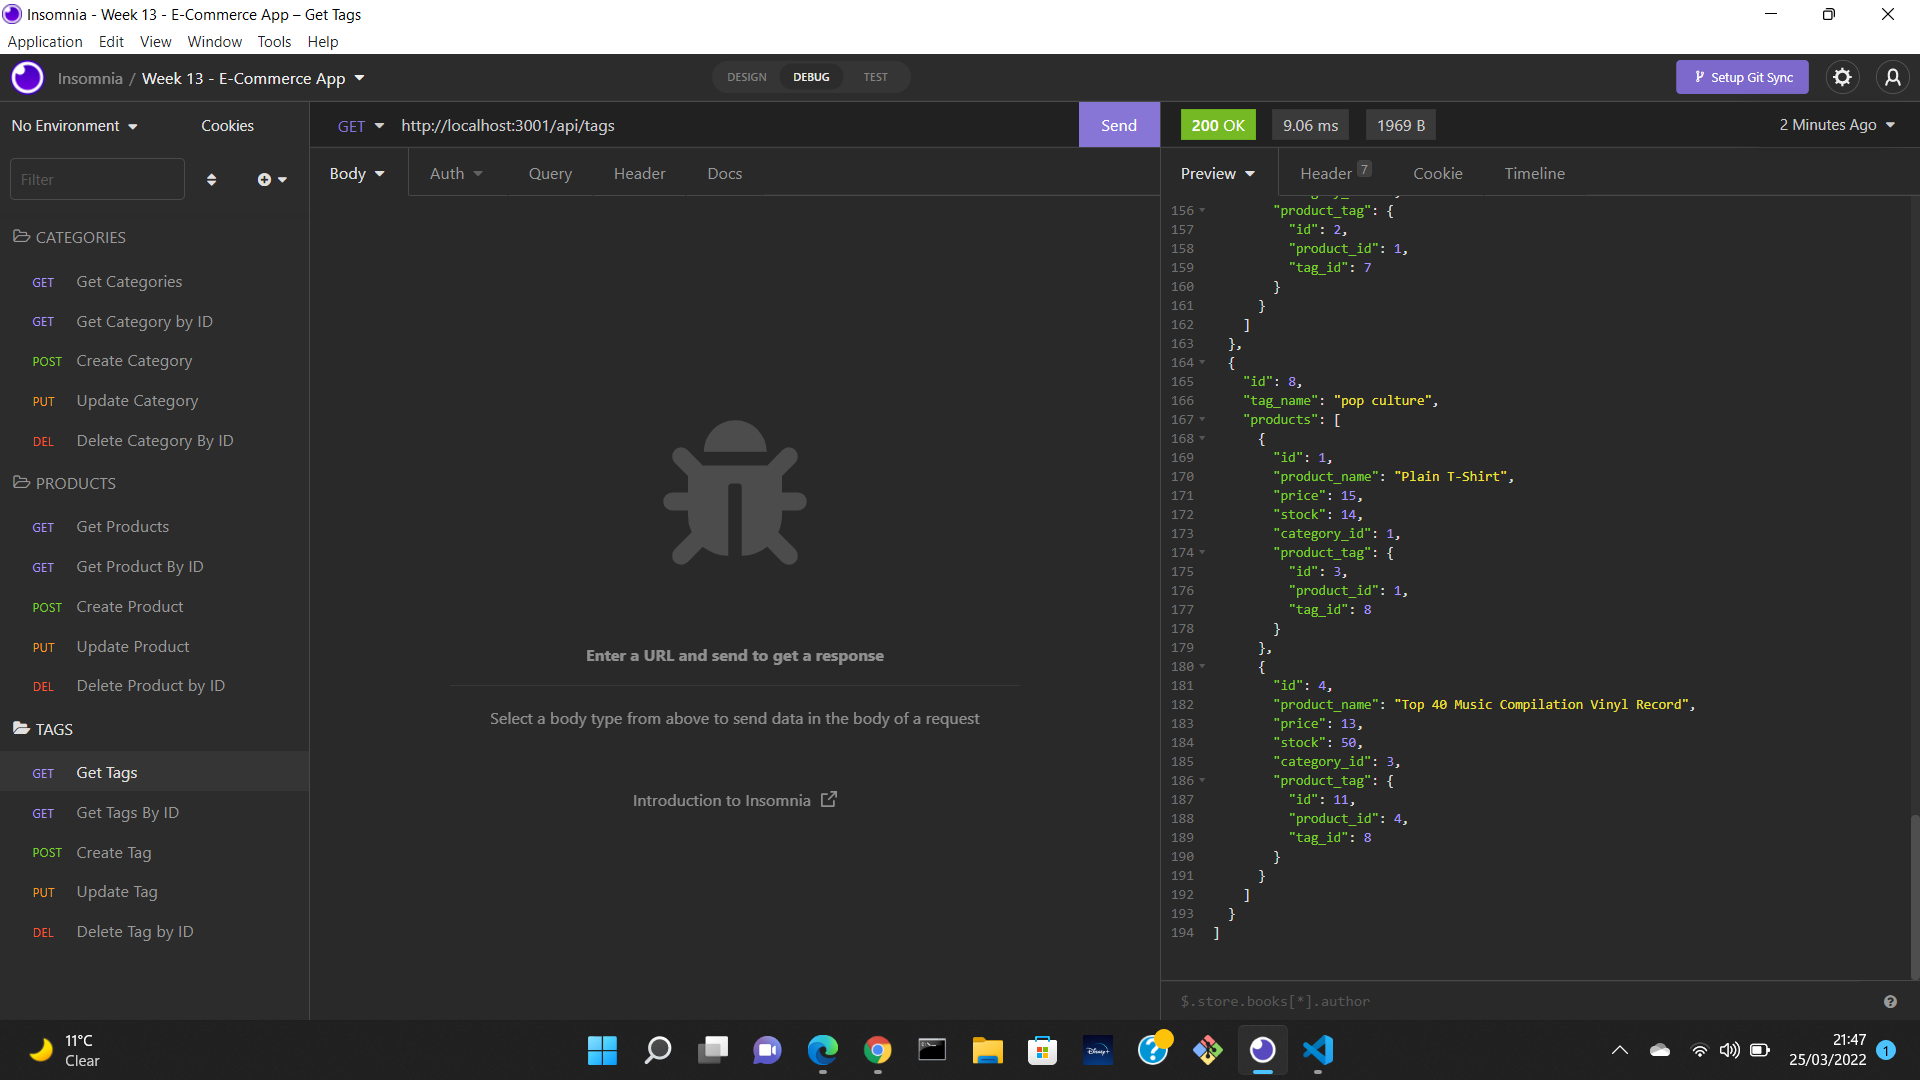 Insomnia - Week 13 - E-Commerce App – Get Tags
Application Edit View Window Tools Help
Insomnia / Week 13 - E-Commerce App
DESIGN DEBUG TEST
Setup Git Sync
No Environment Cookies
GET http://localhost:3001/api/tags Send
200 OK 9.06 ms 1969 B 2 Minutes Ago
Filter
Body Auth Query Header Docs
Preview Header 7 Cookie Timeline
CATEGORIES
GET Get Categories
GET Get Category by ID
POST Create Category
PUT Update Category
DEL Delete Category By ID
PRODUCTS
GET Get Products
GET Get Product By ID
POST Create Product
PUT Update Product
DEL Delete Product by ID
TAGS
GET Get Tags
GET Get Tags By ID
POST Create Tag
PUT Update Tag
DEL Delete Tag by ID
Enter a URL and send to get a response
Select a body type from above to send data in the body of a request
Introduction to Insomnia
156 "product_tag": {
157 "id": 2,
158 "product_id": 1,
159 "tag_id": 7
160 }
161 }
162 ]
163 },
164 {
165 "id": 8,
166 "tag_name": "pop culture",
167 "products": [
168 {
169 "id": 1,
170 "product_name": "Plain T-Shirt",
171 "price": 15,
172 "stock": 14,
173 "category_id": 1,
174 "product_tag": {
175 "id": 3,
176 "product_id": 1,
177 "tag_id": 8
178 }
179 },
180 {
181 "id": 4,
182 "product_name": "Top 40 Music Compilation Vinyl Record",
183 "price": 13,
184 "stock": 50,
185 "category_id": 3,
186 "product_tag": {
187 "id": 11,
188 "product_id": 4,
189 "tag_id": 8
190 }
191 }
192 ]
193 }
194 ]
$.store.books[*].author
11°C
Clear
Disney+
21:47
25/03/2022
1